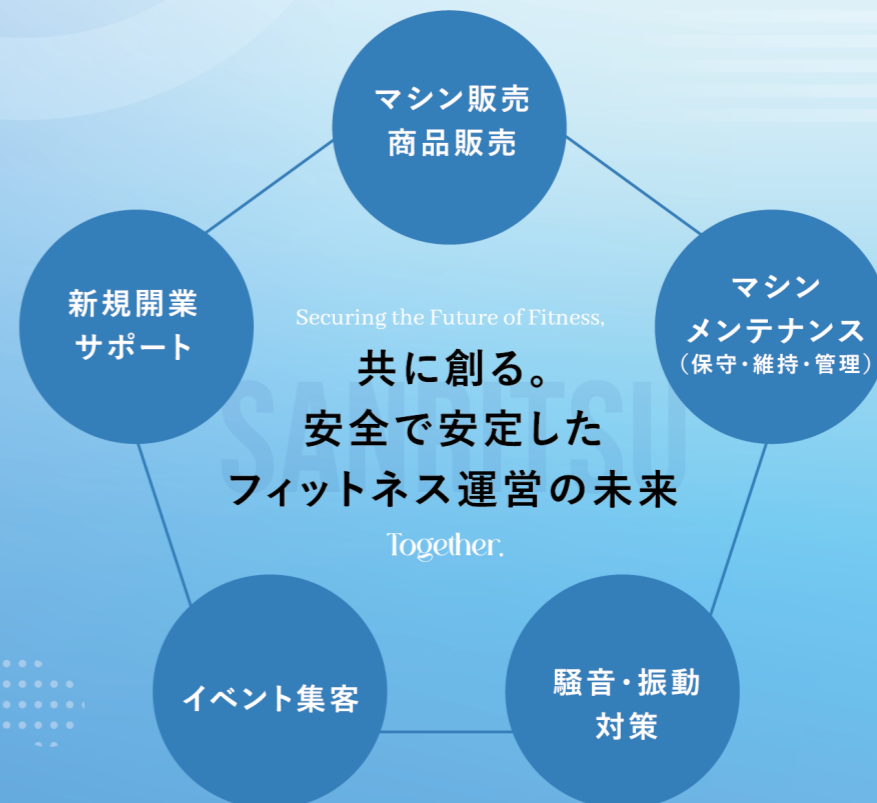 マシン販売
商品販売
新規開業
サポート
マシン
メンテナンス
（保守・維持・管理）
Securing the Future of Fitness,
共に創る。
安全で安定した
フィットネス運営の未来
SANRITSU
Together.
イベント集客
騒音・振動
対策